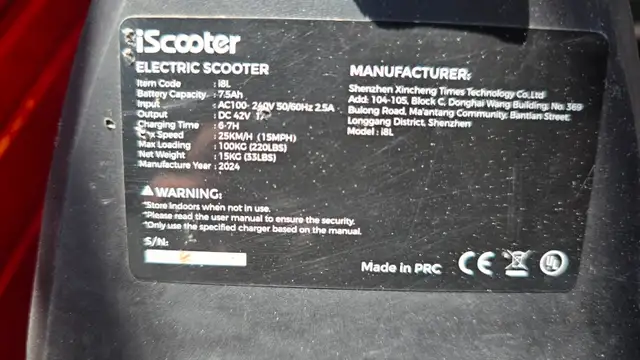 iScooter
ELECTRIC SCOOTER
Item Code : i8L
Battery Capacity : 7.5Ah
Input : AC100-240V 50/60Hz 2.5A
Output : DC 42V
Charging Time : 6-7H
Speed : 25KM/H (15MPH)
Max Loading : 100KG (220LBS)
Net Weight : 15KG (33LBS)
Manufacture Year : 2024
MANUFACTURER:
Shenzhen Xincheng Times Technology Co.,Ltd
Add: 104-105, Block C, Donghai Wang Building, No. 369
Bulong Road, Ma'antang Community, Bantian Street.
Longgang District, Shenzhen
Model : i8L
WARNING:
*Store indoors when not in use.
*Please read the user manual to ensure the security.
*Only use the specified charger based on the manual.
S/N:
Made in PRC CE UL